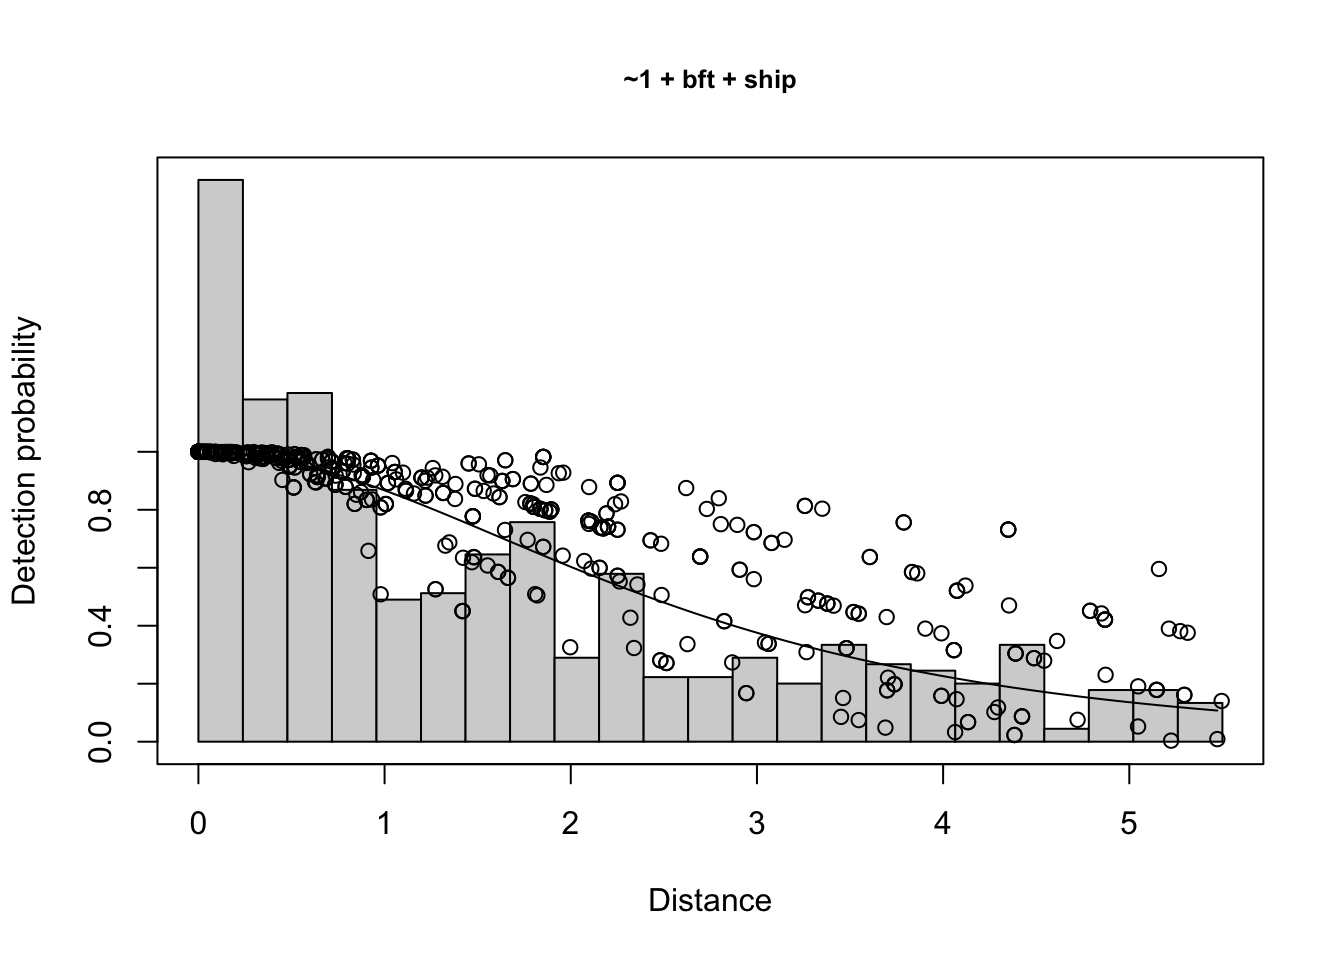 ~1 + bft + ship
Detection probability
0.8
0.4
0.0
0 1 2 3 4 5
Distance